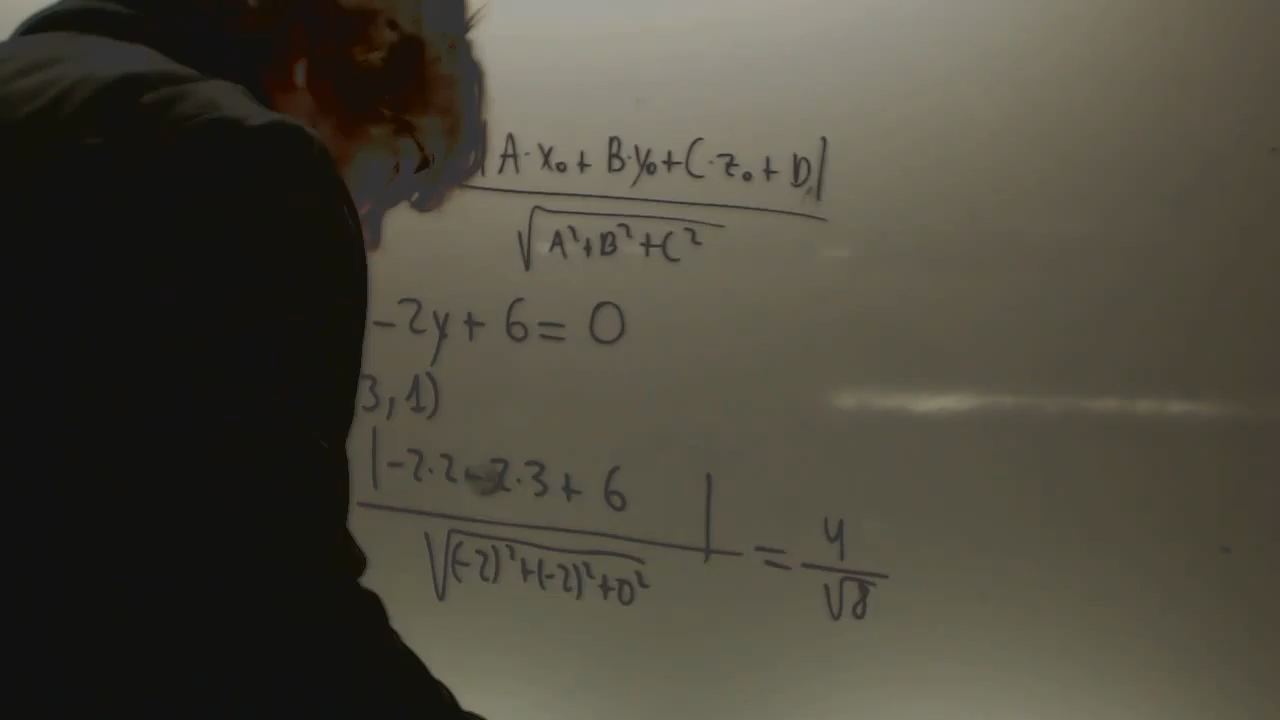 |A·x₀+B·y₀+C·z₀+D|
√A²+B²+C²
-2y+6=0
3,1)
|-2·2-2·3+6|
√(-2)²+(-2)²+0²
= 4/√8